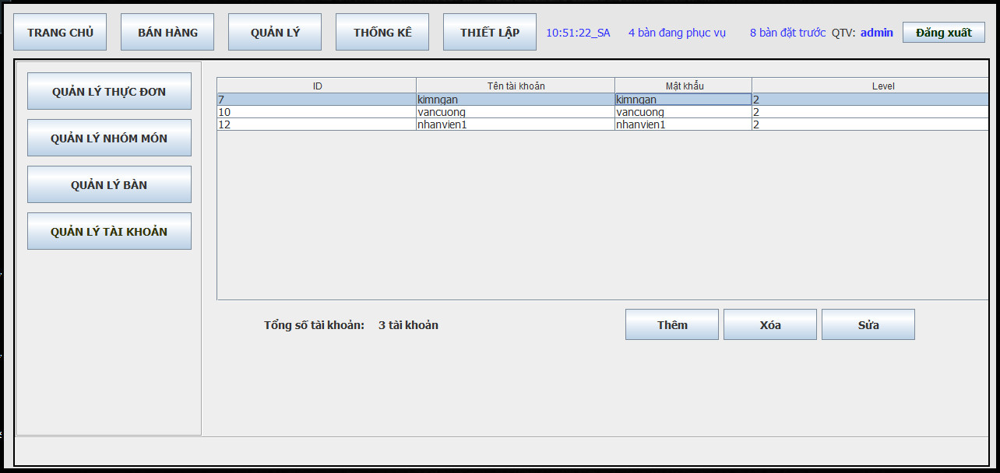 TRANG CHỦ BÁN HÀNG QUẢN LÝ THỐNG KÊ THIẾT LẬP 10:51:22_SA 4 bàn đang phục vụ 8 bàn đặt trước QTV: admin Đăng xuất
QUẢN LÝ THỰC ĐƠN
QUẢN LÝ NHÓM MÓN
QUẢN LÝ BÀN
QUẢN LÝ TÀI KHOẢN
ID Tên tài khoản Mật khẩu Level
7 kimngan kimngan 2
10 vancuong vancuong 2
12 nhanvien1 nhanvien1 2
Tổng số tài khoản: 3 tài khoản Thêm Xóa Sửa